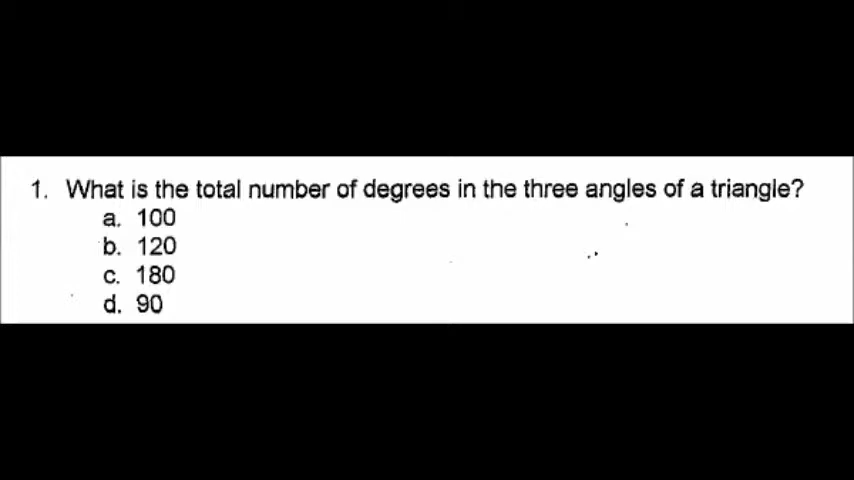 1. What is the total number of degrees in the three angles of a triangle?
a. 100
b. 120
c. 180
d. 90